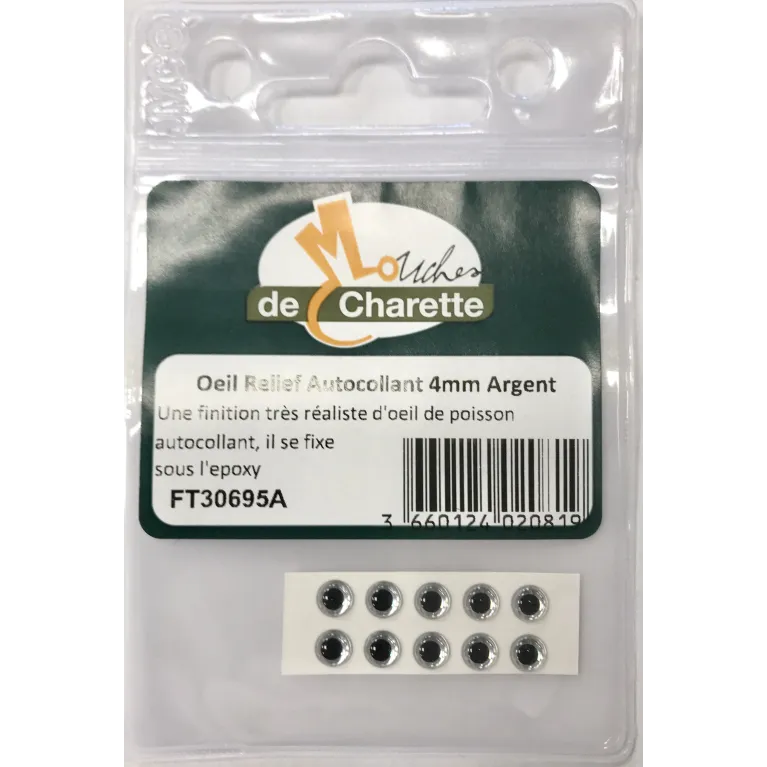 Mouches
de Charette
Oeil Relief Autocollant 4mm Argent
Une finition très réaliste d'oeil de poisson
autocollant, il se fixe
sous l'epoxy
FT30695A
3 660124 020819